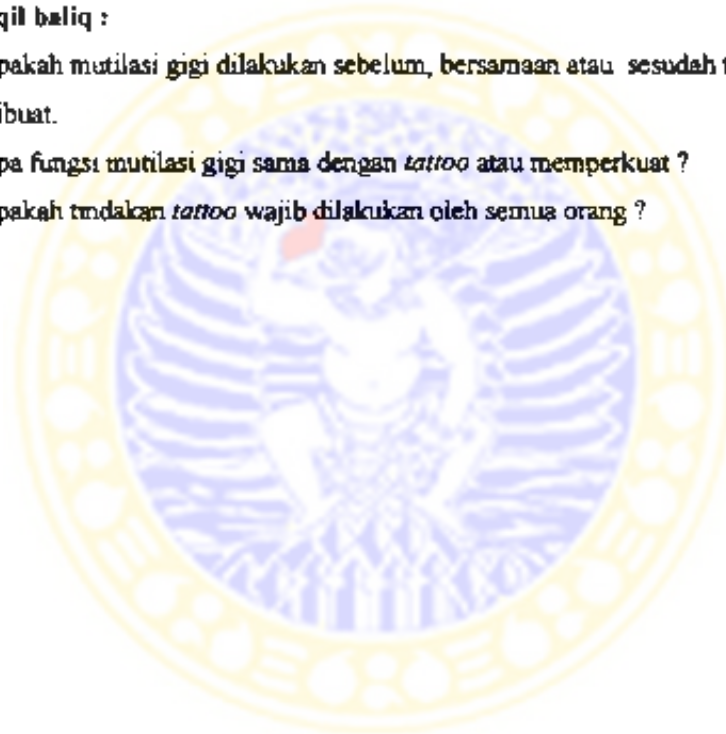 qil baliq :
pakah mutilasi gigi dilakukan sebelum, bersamaan atau sesudah t
ibuat.
pa fungsi mutilasi gigi sama dengan tattoo atau memperkuat ?
pakah tindakan tattoo wajib dilakukan oleh semua orang ?